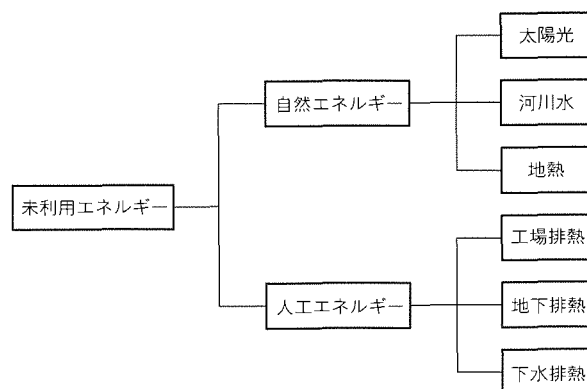 太陽光
自然エネルギー
河川水
地熱
未利用エネルギー
工場排熱
人工エネルギー
地下排熱
下水排熱